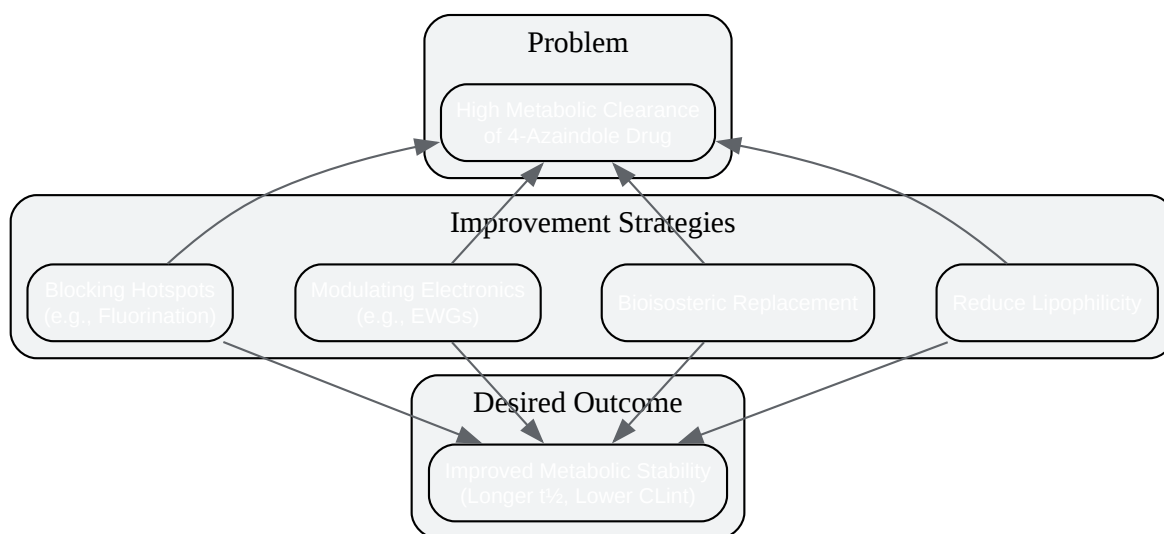 Problem
High Metabolic Clearance
of 4-Azaindole Drug
Improvement Strategies
Blocking Hotspots
(e.g., Fluorination)
Modulating Electronics
(e.g., EWGs)
Bioisosteric Replacement
Reduce Lipophilicity
Desired Outcome
Improved Metabolic Stability
(Longer t½, Lower CLint)